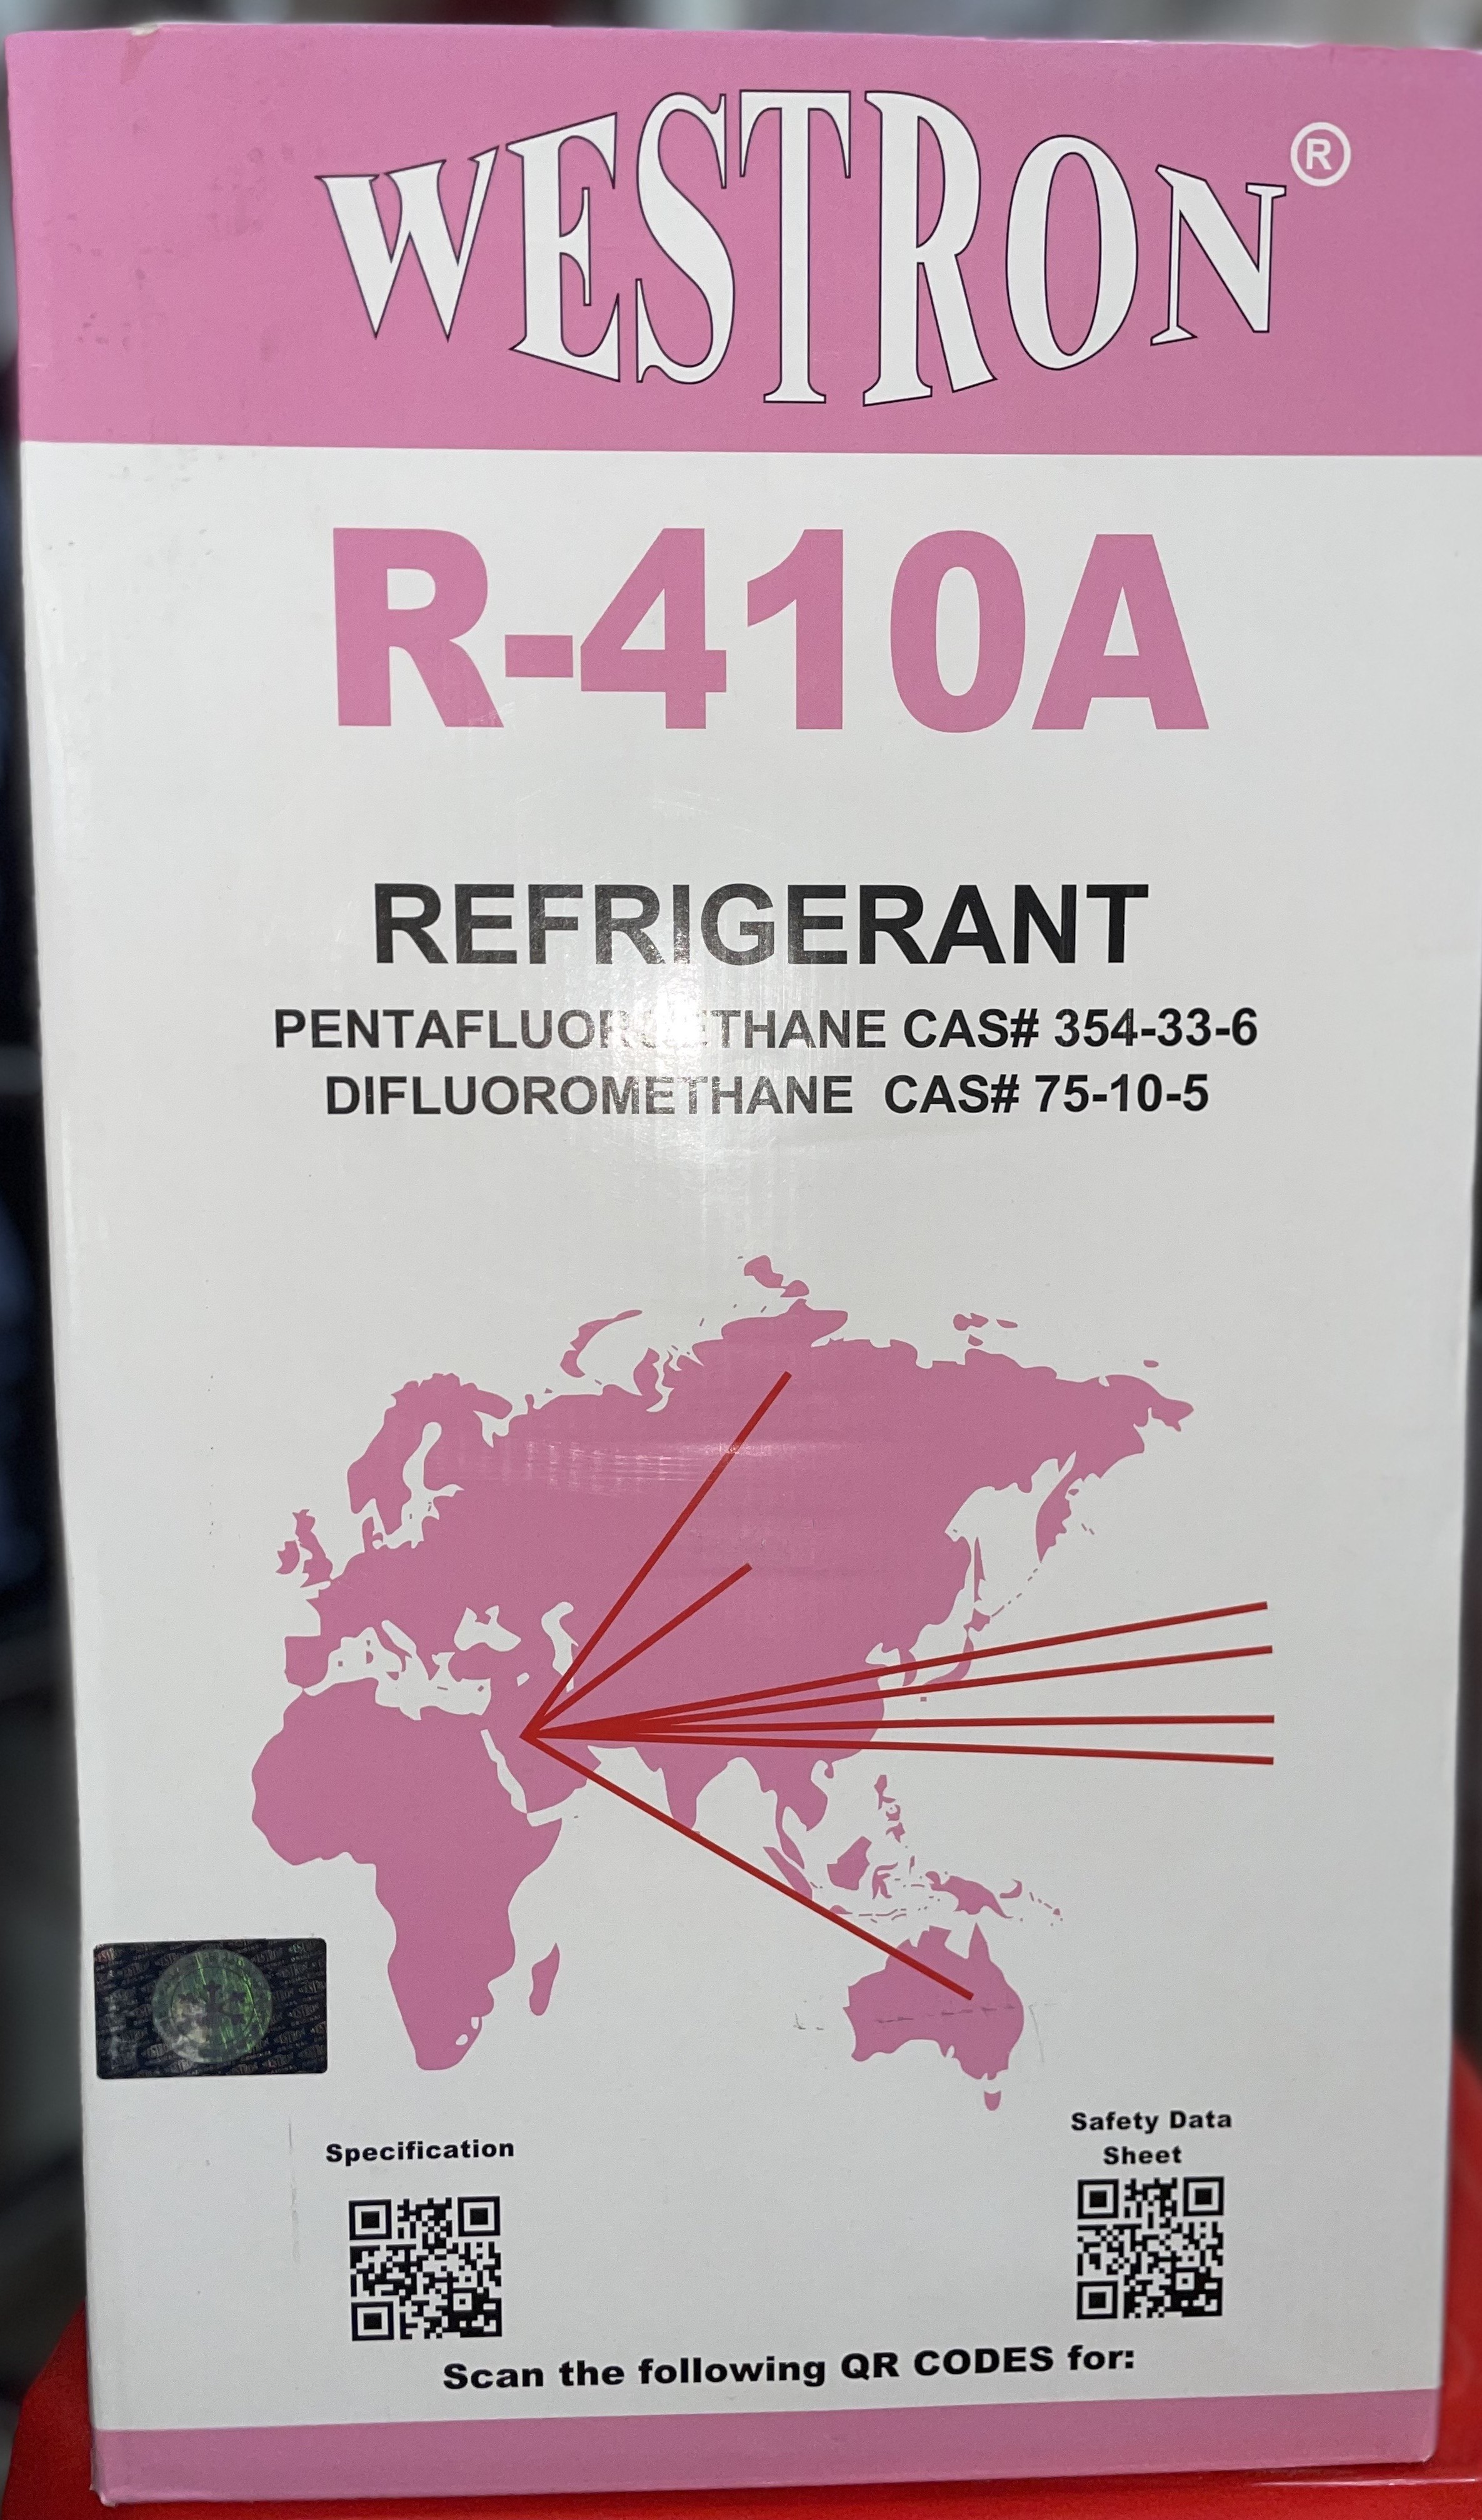 WESTRON®
R-410A
REFRIGERANT
PENTAFLUOROETHANE CAS# 354-33-6
DIFLUOROMETHANE CAS# 75-10-5
Specification
Safety Data
Sheet
Scan the following QR CODES for: